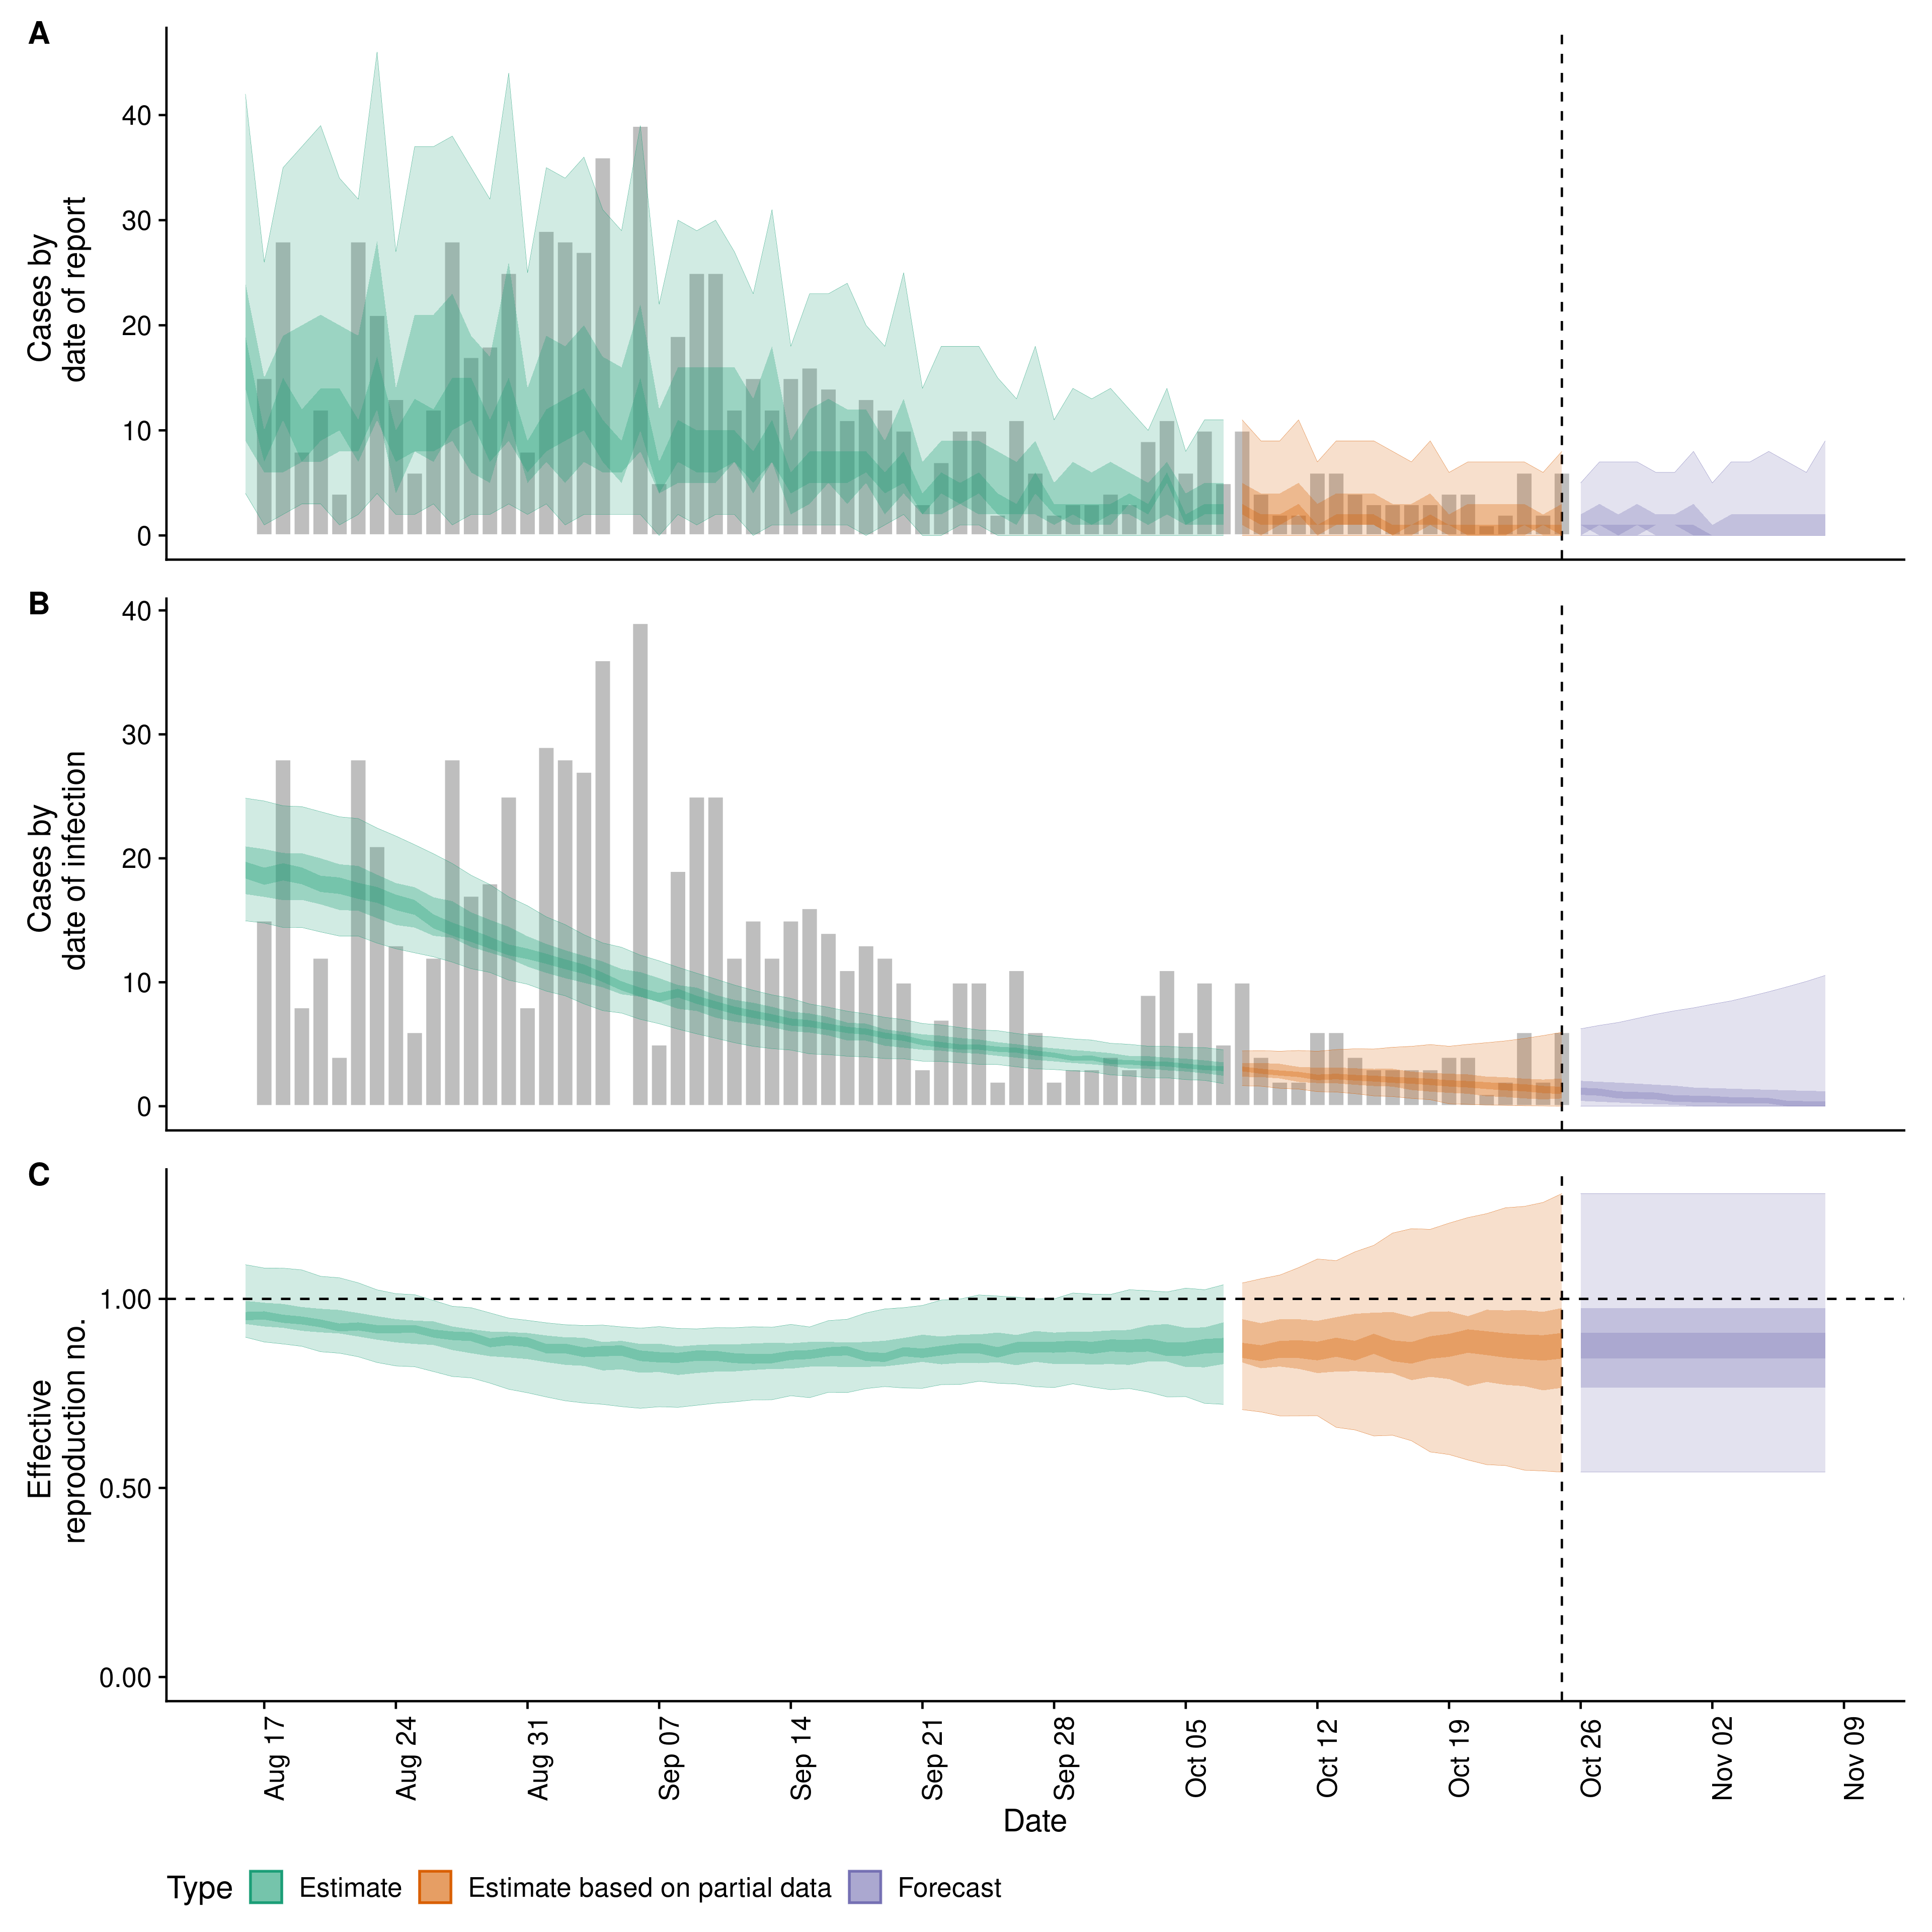 A
Cases by
date of report
40
30
20
10
0
B
Cases by
date of infection
40
30
20
10
0
C
Effective
reproduction no.
1.00
0.50
0.00
Aug 17
Aug 24
Aug 31
Sep 07
Sep 14
Sep 21
Sep 28
Oct 05
Oct 12
Oct 19
Oct 26
Nov 02
Nov 09
Date
Type Estimate Estimate based on partial data Forecast